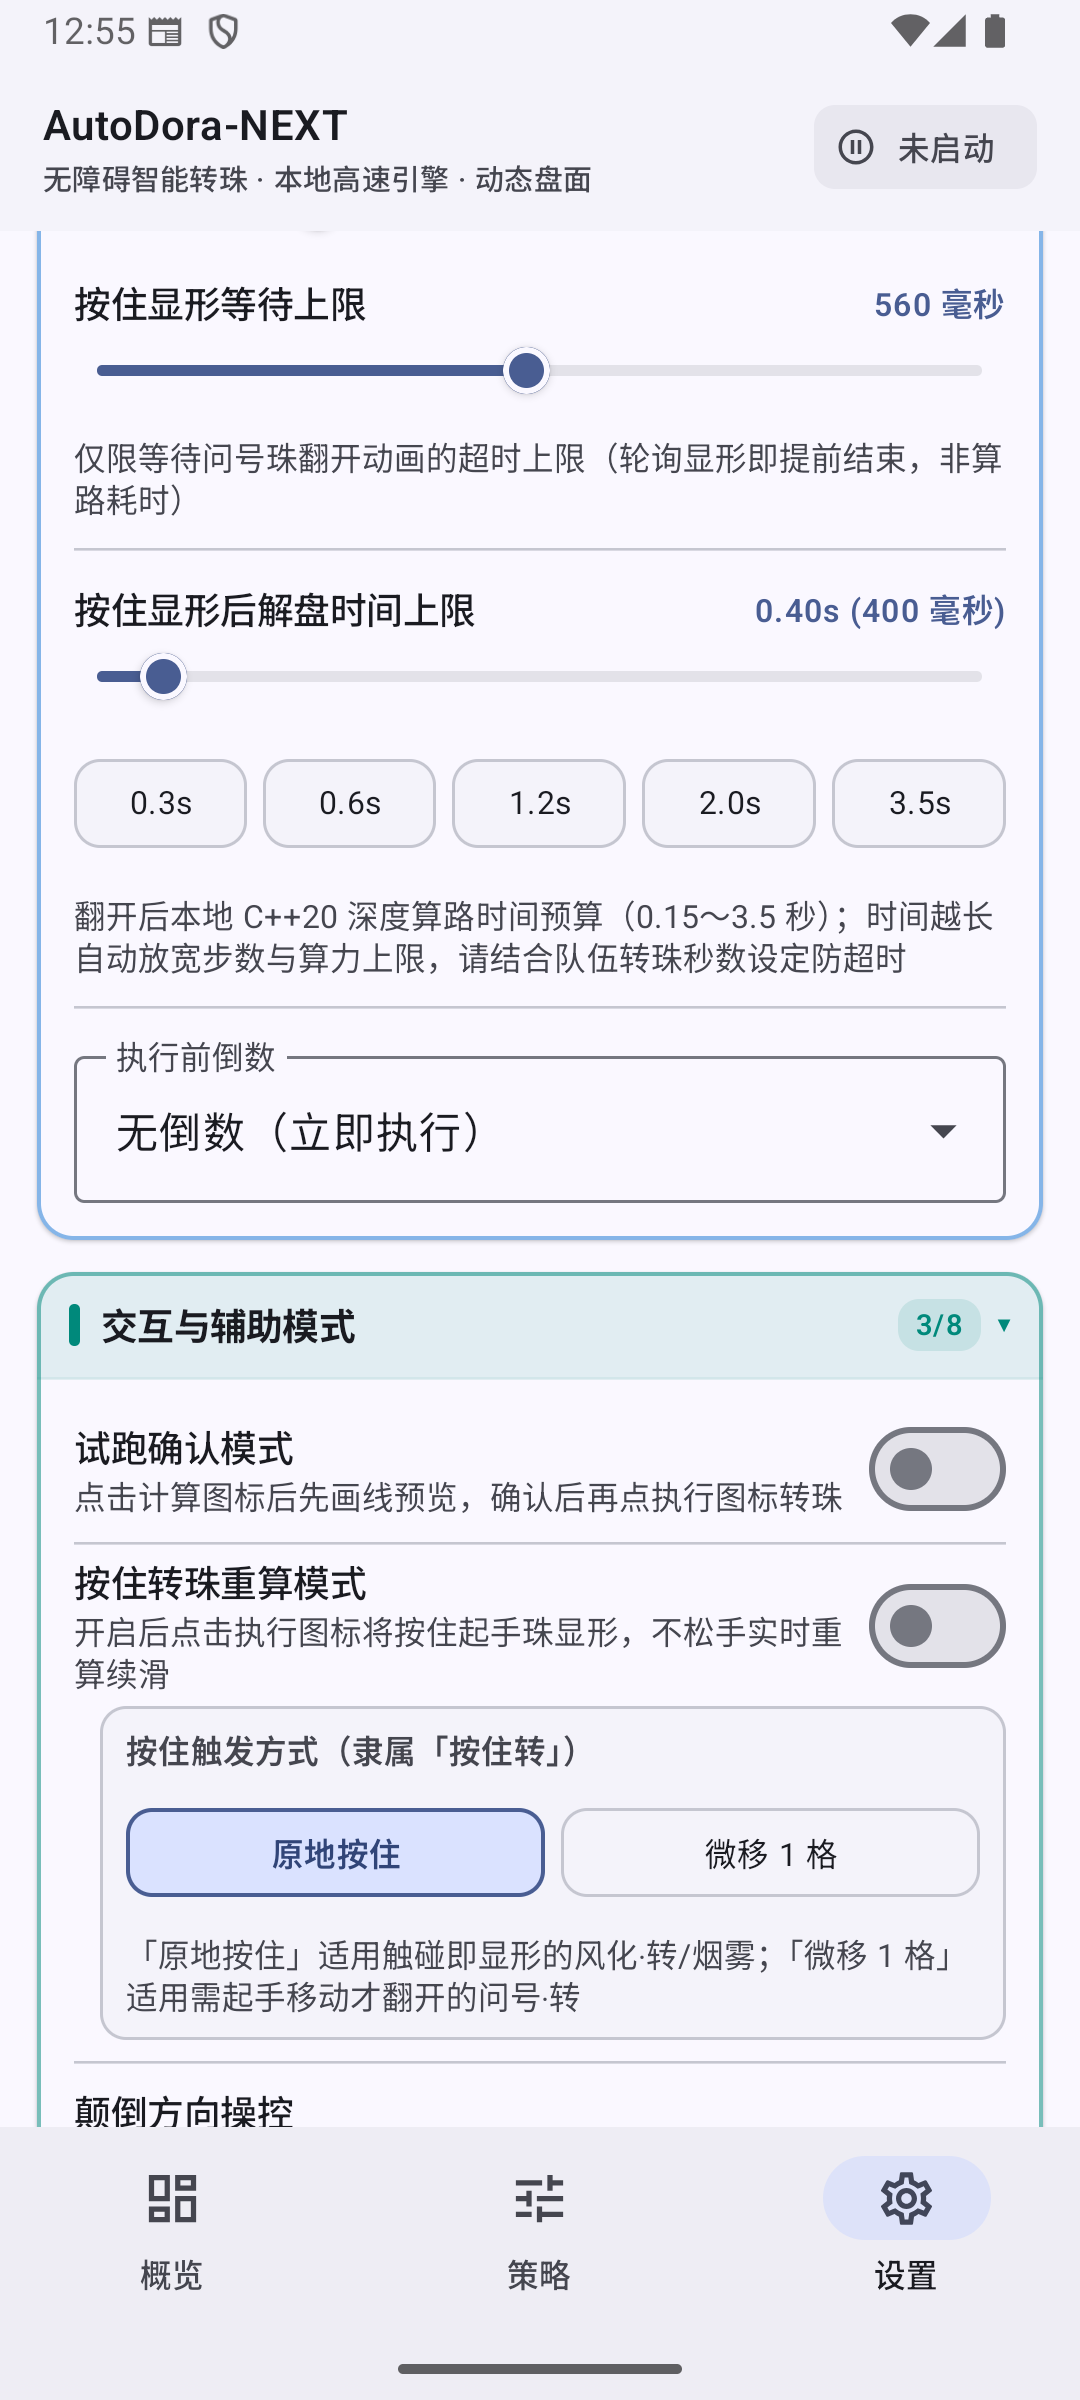 12:55
AutoDora-NEXT
未启动
无障碍智能转珠 · 本地高速引擎 · 动态盘面
按住显形等待上限
560 毫秒
仅限等待问号珠翻开动画的超时上限（轮询显形即提前结束，非算
路耗时）
按住显形后解盘时间上限
0.40s (400 毫秒)
0.3s
0.6s
1.2s
2.0s
3.5s
翻开后本地 C++20 深度算路时间预算（0.15～3.5 秒）；时间越长
自动放宽步数与算力上限，请结合队伍转珠秒数设定防超时
执行前倒数
无倒数（立即执行）
交互与辅助模式
3/8
试跑确认模式
点击计算图标后先画线预览，确认后再点执行图标转珠
按住转珠重算模式
开启后点击执行图标将按住起手珠显形，不松手实时重
算续滑
按住触发方式（隶属「按住转」）
原地按住
微移 1 格
「原地按住」适用触碰即显形的风化·转/烟雾；「微移 1 格」
适用需起手移动才翻开的问号·转
颠倒方向操控
概览
策略
设置